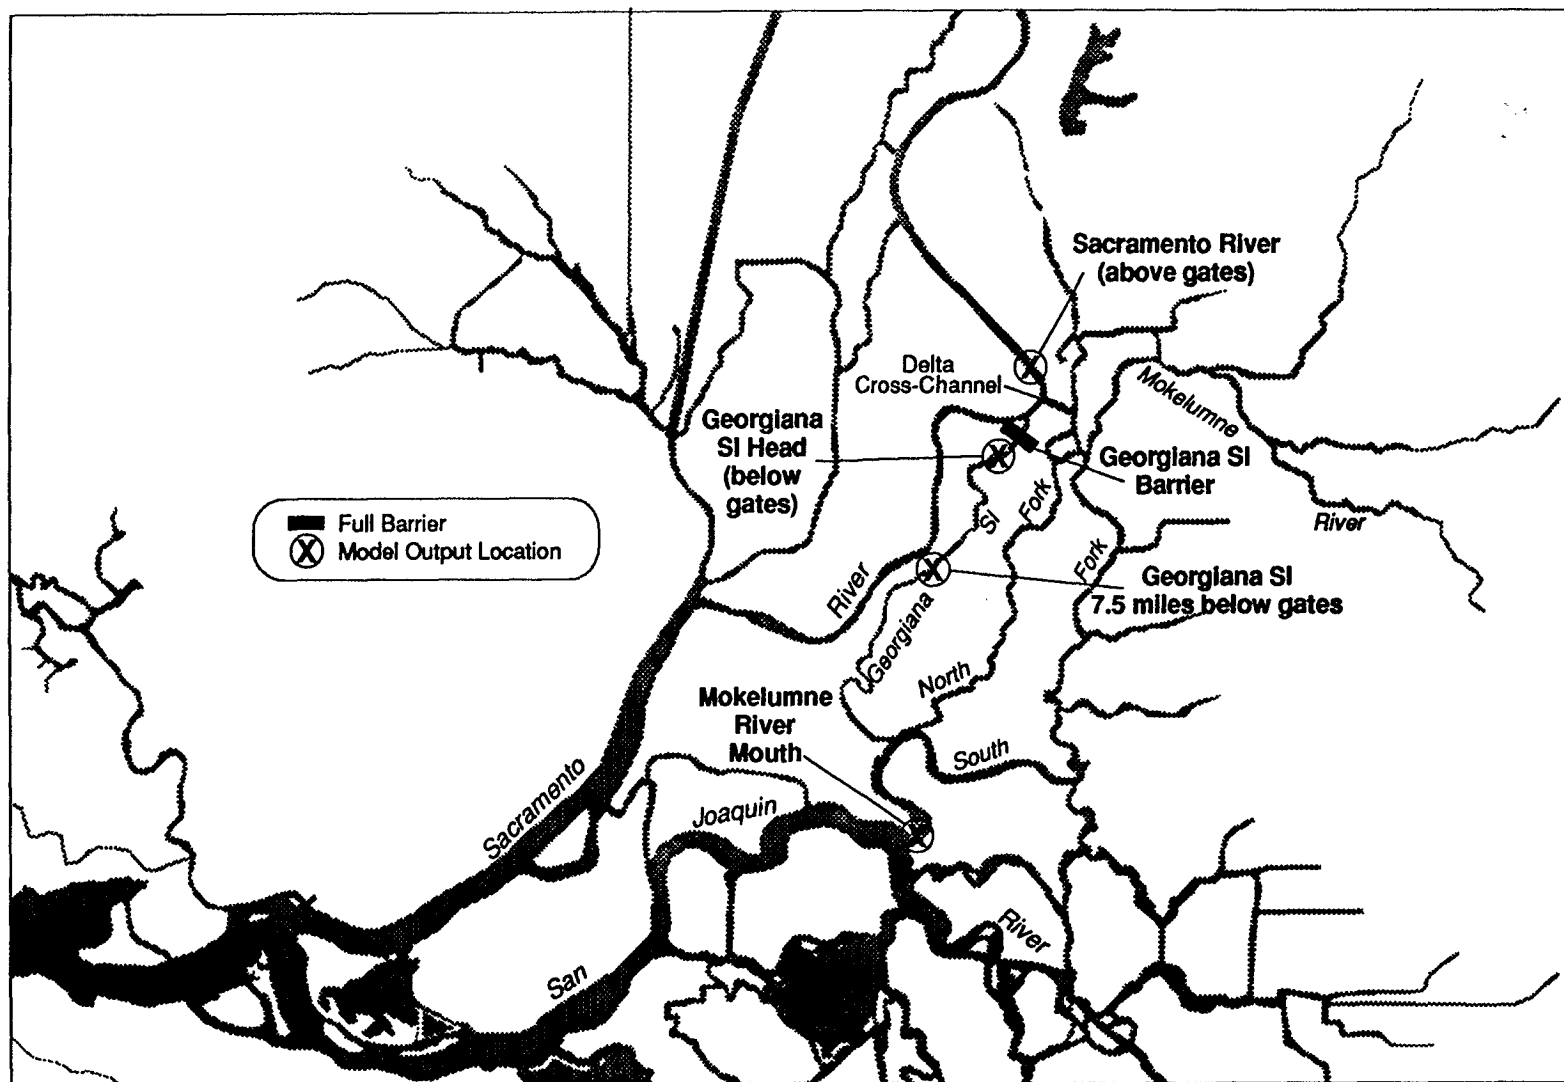 Sacramento River
(above gates)
Delta
Cross-Channel
Mokelumne
River
Georgiana
Sl Head
(below
gates)
Georgiana Sl
Barrier
Full Barrier
Model Output Location
Sl
Fork
Fork
River
Georgiana
North
Georgiana Sl
7.5 miles below gates
Mokelumne
River
Mouth
South
Sacramento
Joaquin
River
San